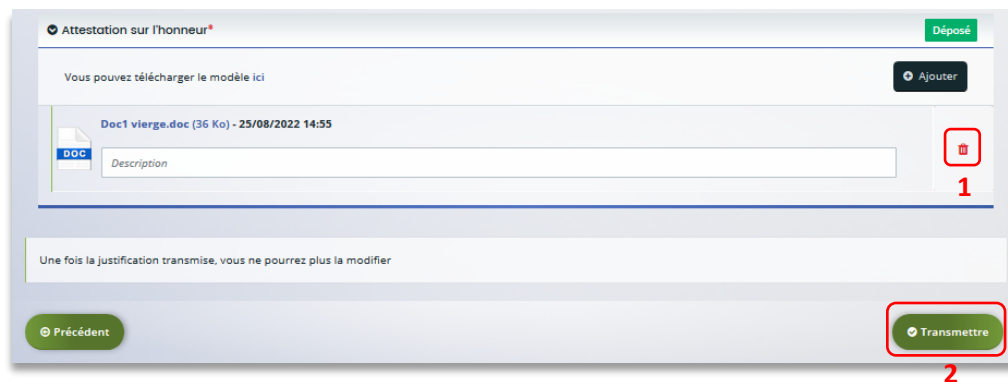 Attestation sur l'honneur*
Déposé
Vous pouvez télécharger le modèle ici
Ajouter
Doc1 vierge.doc (36 Ko) - 25/08/2022 14:55
DOC
Description
1
Une fois la justification transmise, vous ne pourrez plus la modifier
Précédent
Transmettre
2